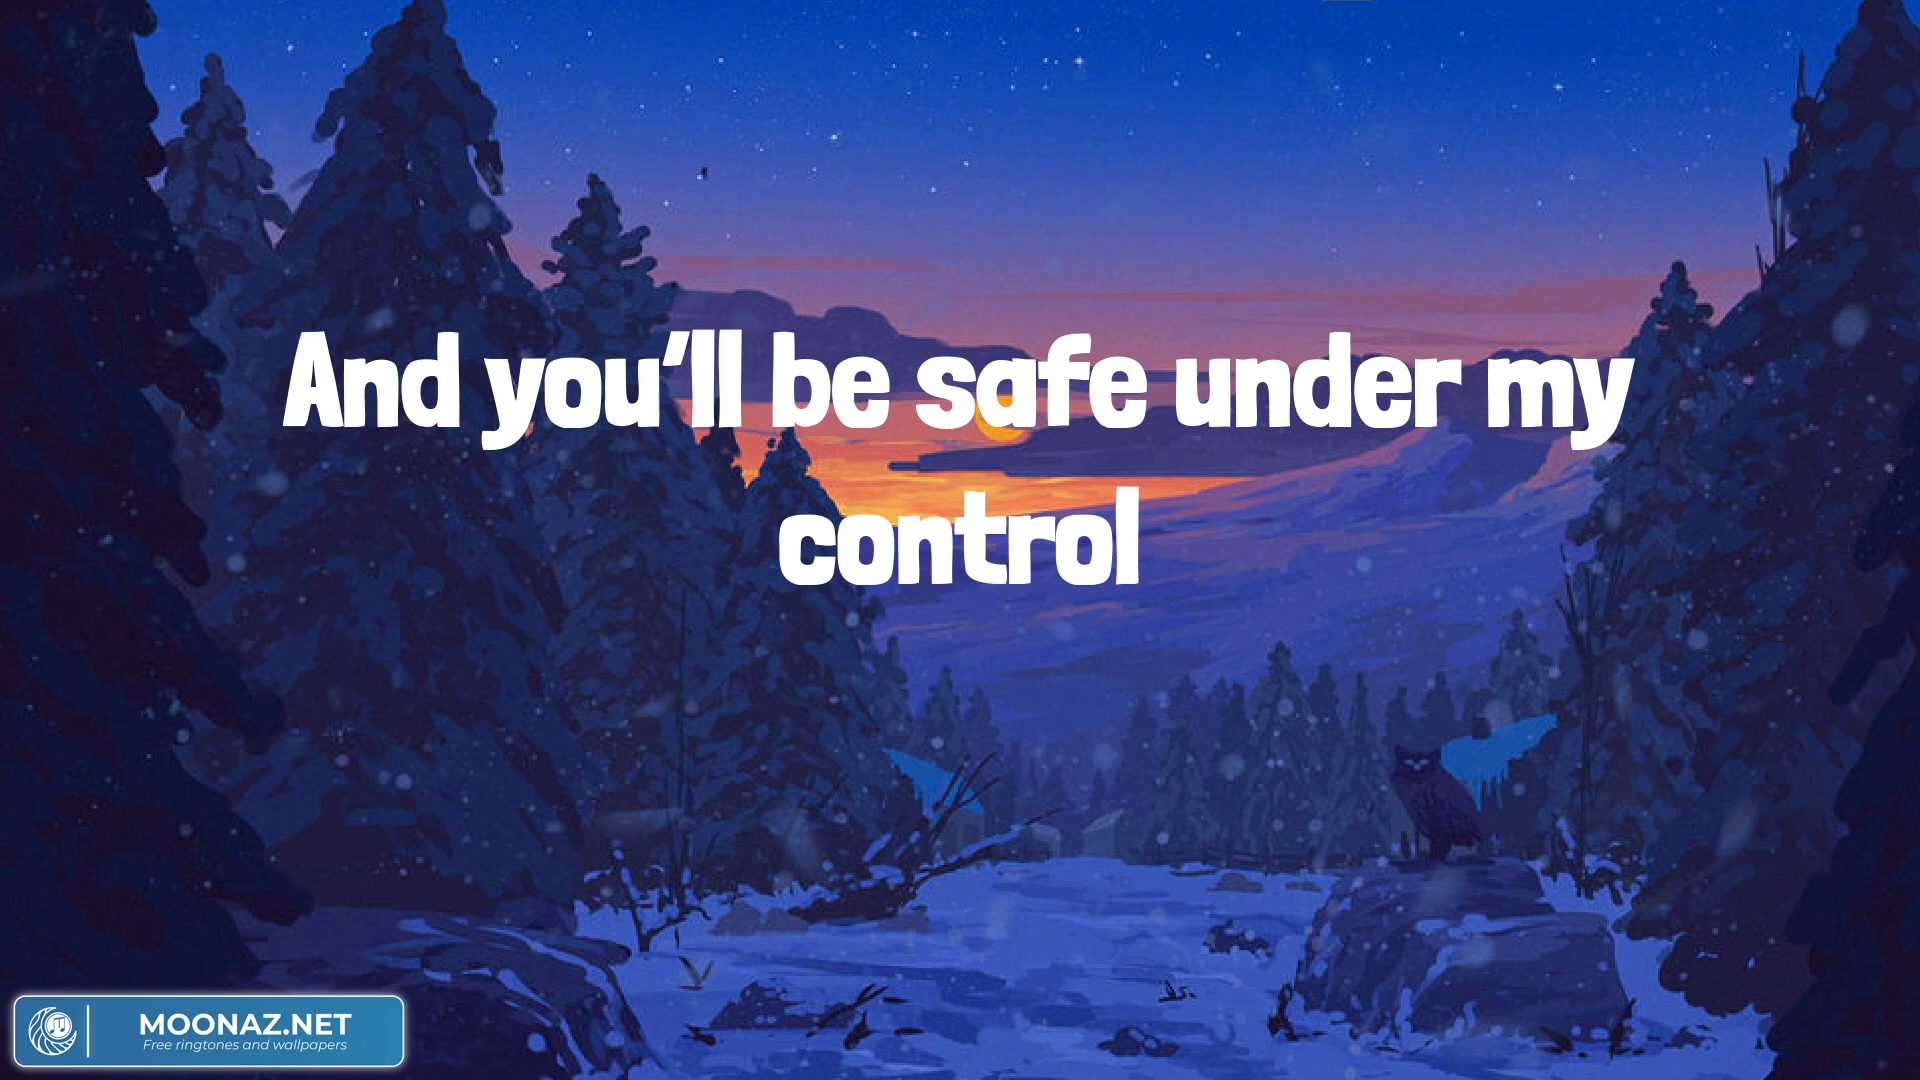 And you'll be safe under my
control
MOONAZ.NET
Free ringtones and wallpapers